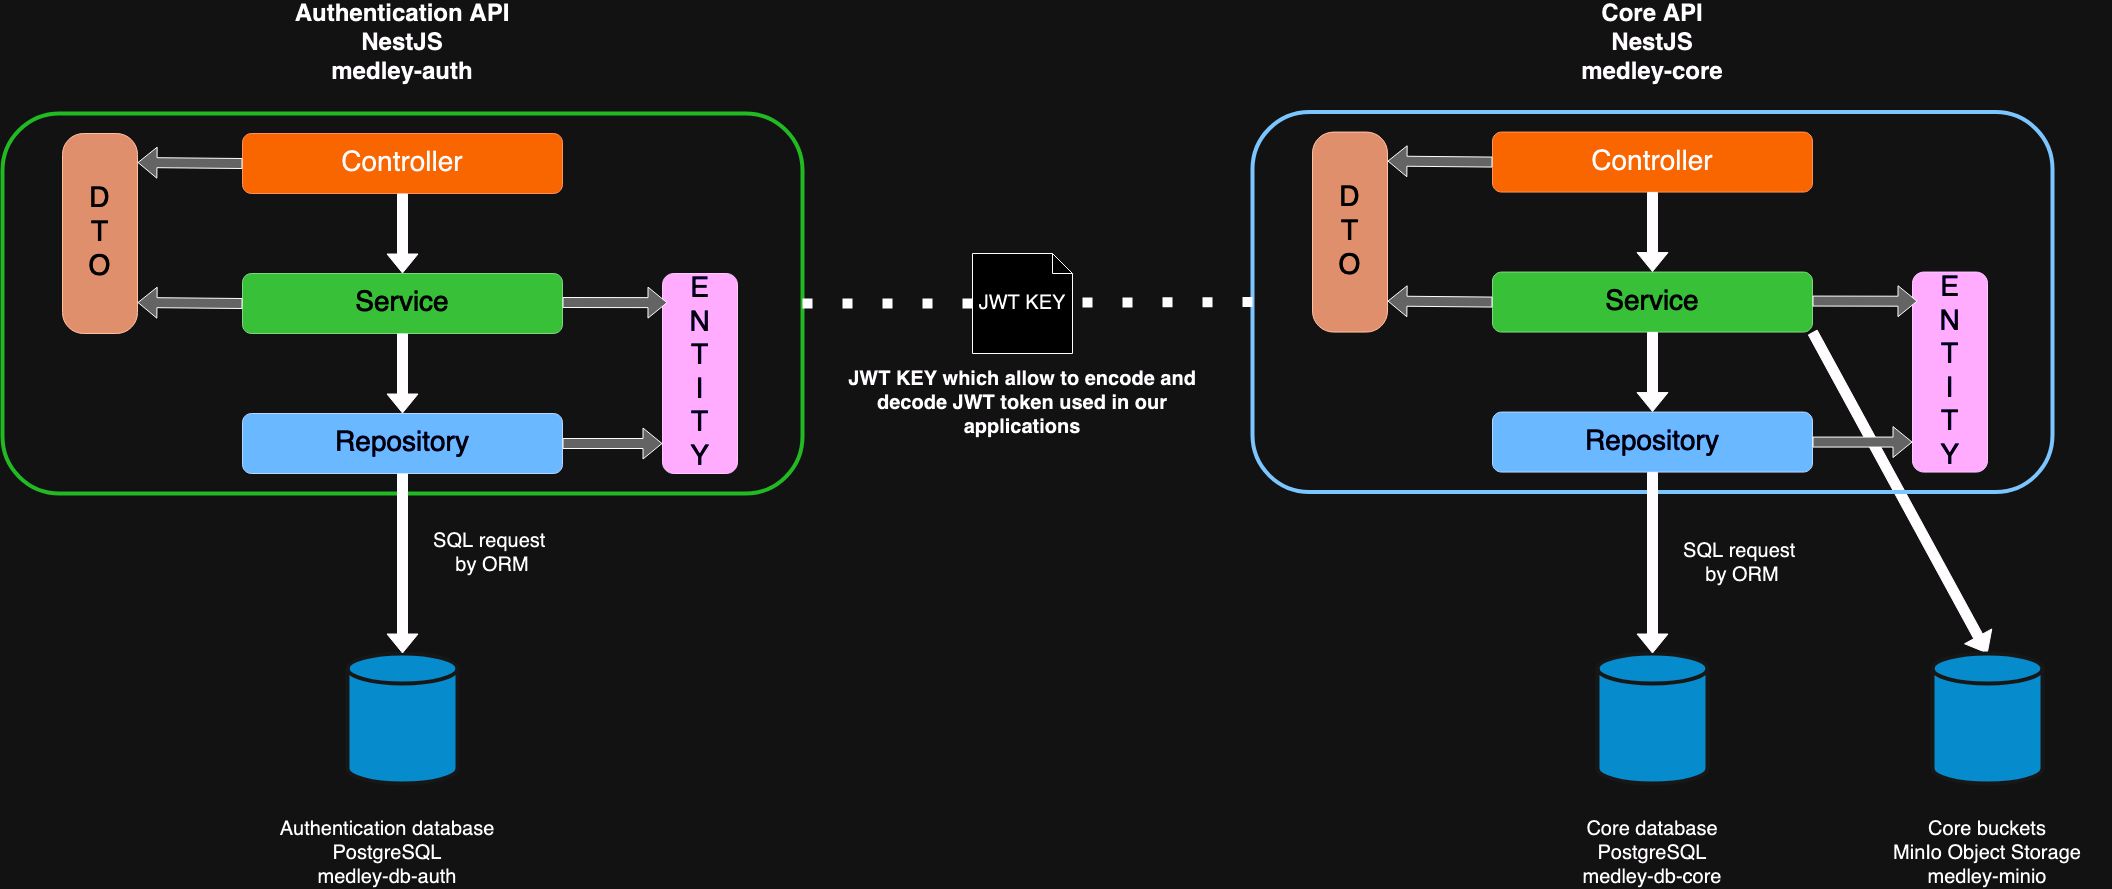 Authentication API
NestJS
medley-auth
Core API
NestJS
medley-core
D
T
O
Controller
Service
Repository
E
N
T
I
T
Y
JWT KEY
JWT KEY which allow to encode and
decode JWT token used in our
applications
D
T
O
Controller
Service
Repository
E
N
T
I
T
Y
SQL request
by ORM
SQL request
by ORM
Authentication database
PostgreSQL
medley-db-auth
Core database
PostgreSQL
medley-db-core
Core buckets
MinIo Object Storage
medley-minio